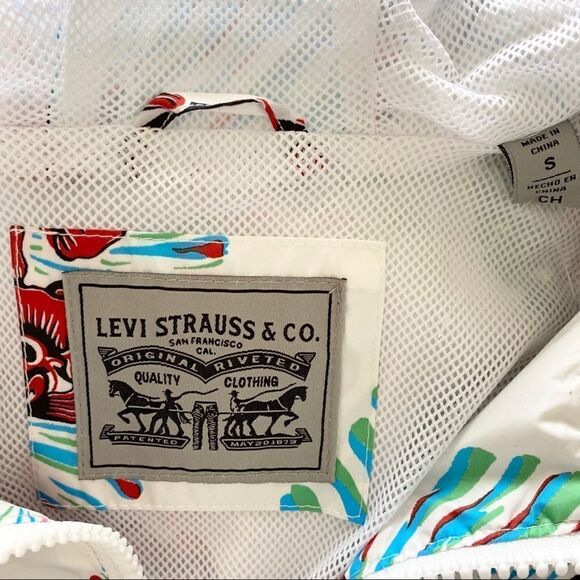 LEVI STRAUSS & CO.
SAN FRANCISCO
CAL.
ORIGINAL RIVETED
QUALITY CLOTHING
PATENTED MAY 20 1873
MADE IN
CHINA
S
HECHO EN
CHINA
CH